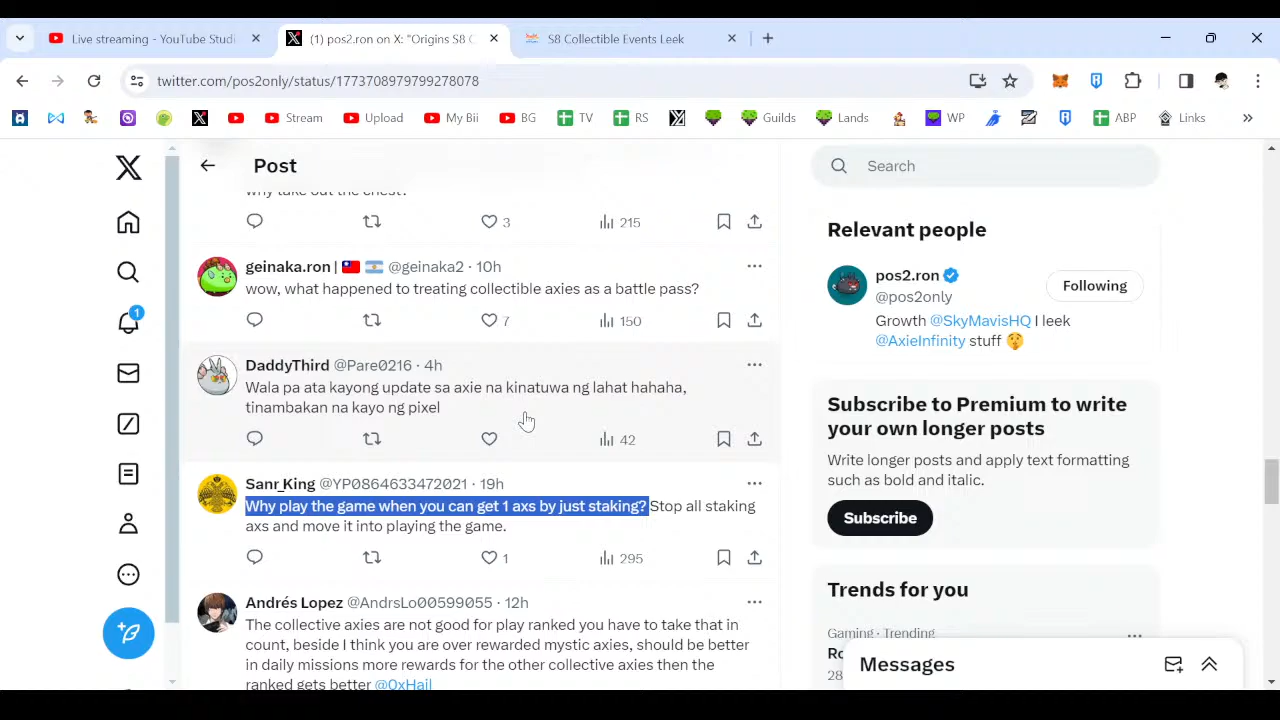 Live streaming - YouTube Studi
(1) pos2.ron on X: "Origins S8 C
S8 Collectible Events Leek
twitter.com/pos2only/status/1773708979799278078
Stream
Upload
My Bii
BG
TV
RS
Guilds
Lands
WP
ABP
Links
Post
why take out the chest?
3
215
geinaka.ron | 🇹🇼 🇦🇷 @geinaka2 · 10h
wow, what happened to treating collectible axies as a battle pass?
7
150
DaddyThird @Pare0216 · 4h
Wala pa ata kayong update sa axie na kinatuwa ng lahat hahaha,
tinambakan na kayo ng pixel
42
Sanr_King @YP0864633472021 · 19h
Why play the game when you can get 1 axs by just staking? Stop all staking
axs and move it into playing the game.
1
295
Andrés Lopez @AndrsLo00599055 · 12h
The collective axies are not good for play ranked you have to take that in
count, beside I think you are over rewarded mystic axies, should be better
in daily missions more rewards for the other collective axies then the
ranked gets better @0xHail
1
Search
Relevant people
pos2.ron
@pos2only
Following
Growth @SkyMavisHQ I leek
@AxieInfinity stuff 🤫
Subscribe to Premium to write
your own longer posts
Write longer posts and apply text formatting
such as bold and italic.
Subscribe
Trends for you
Gaming · Trending
Ro
28
Messages